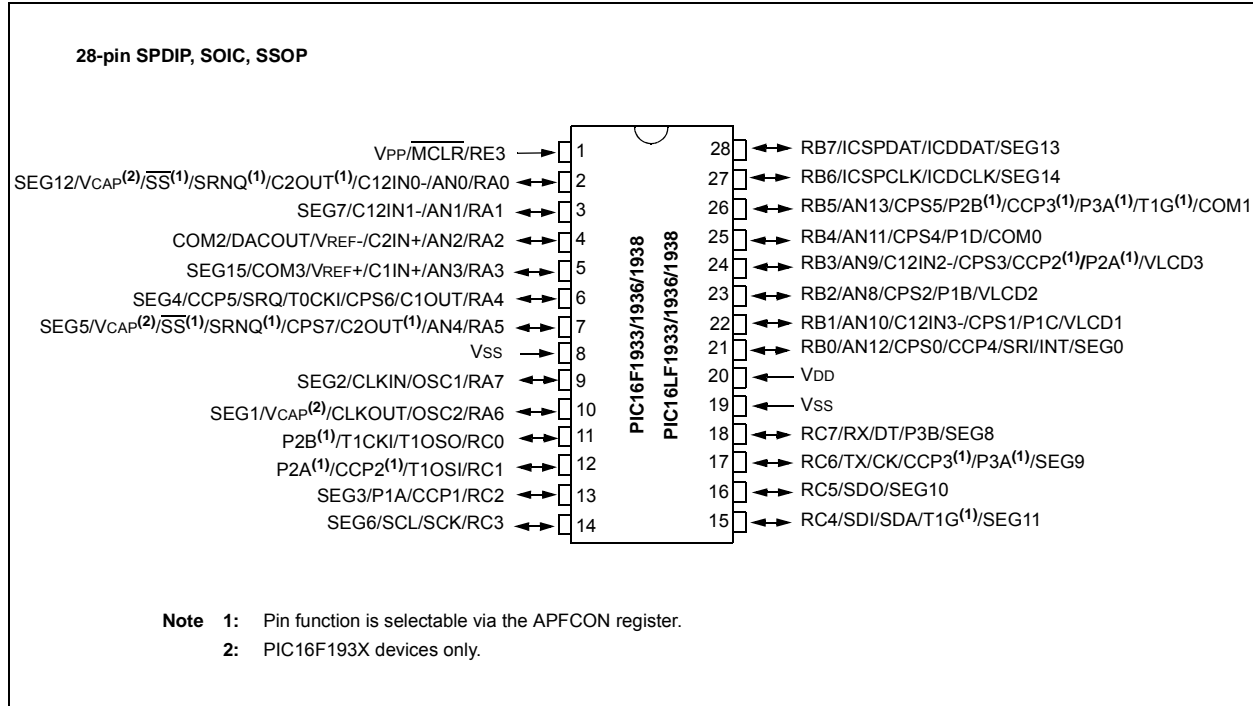 28-pin SPDIP, SOIC, SSOP
VPP/MCLR/RE3 1
SEG12/VCAP(2)/SS(1)/SRNQ(1)/C2OUT(1)/C12IN0-/AN0/RA0 2
SEG7/C12IN1-/AN1/RA1 3
COM2/DACOUT/VREF-/C2IN+/AN2/RA2 4
SEG15/COM3/VREF+/C1IN+/AN3/RA3 5
SEG4/CCP5/SRQ/T0CKI/CPS6/C1OUT/RA4 6
SEG5/VCAP(2)/SS(1)/SRNQ(1)/CPS7/C2OUT(1)/AN4/RA5 7
VSS 8
SEG2/CLKIN/OSC1/RA7 9
SEG1/VCAP(2)/CLKOUT/OSC2/RA6 10
P2B(1)/T1CKI/T1OSO/RC0 11
P2A(1)/CCP2(1)/T1OSI/RC1 12
SEG3/P1A/CCP1/RC2 13
SEG6/SCL/SCK/RC3 14
PIC16F1933/1936/1938
PIC16LF1933/1936/1938
28 RB7/ICSPDAT/ICDDAT/SEG13
27 RB6/ICSPCLK/ICDCLK/SEG14
26 RB5/AN13/CPS5/P2B(1)/CCP3(1)/P3A(1)/T1G(1)/COM1
25 RB4/AN11/CPS4/P1D/COM0
24 RB3/AN9/C12IN2-/CPS3/CCP2(1)/P2A(1)/VLCD3
23 RB2/AN8/CPS2/P1B/VLCD2
22 RB1/AN10/C12IN3-/CPS1/P1C/VLCD1
21 RB0/AN12/CPS0/CCP4/SRI/INT/SEG0
20 VDD
19 VSS
18 RC7/RX/DT/P3B/SEG8
17 RC6/TX/CK/CCP3(1)/P3A(1)/SEG9
16 RC5/SDO/SEG10
15 RC4/SDI/SDA/T1G(1)/SEG11
Note 1: Pin function is selectable via the APFCON register.
2: PIC16F193X devices only.